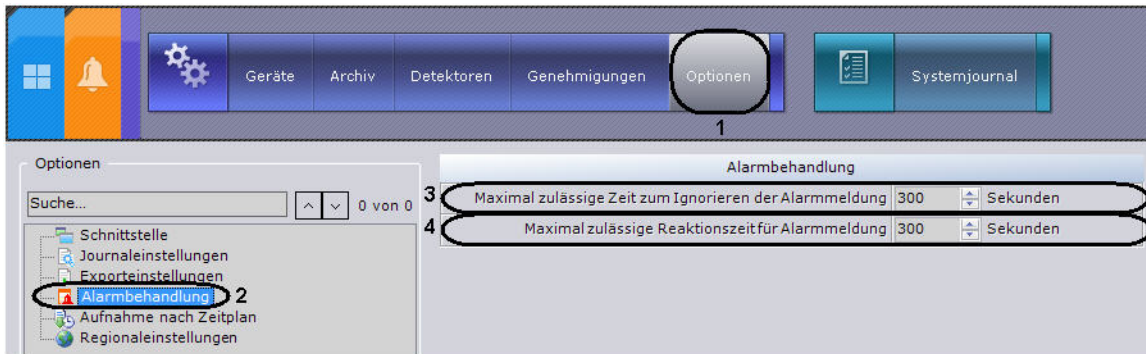 Geräte Archiv Detektoren Genehmigungen Optionen Systemjournal
1
Optionen
Suche... 0 von 0
Schnittstelle
Journaleinstellungen
Exporteinstellungen
Alarmbehandlung 2
Aufnahme nach Zeitplan
Regionaleinstellungen
Alarmbehandlung
3 Maximal zulässige Zeit zum Ignorieren der Alarmmeldung 300 Sekunden
4 Maximal zulässige Reaktionszeit für Alarmmeldung 300 Sekunden